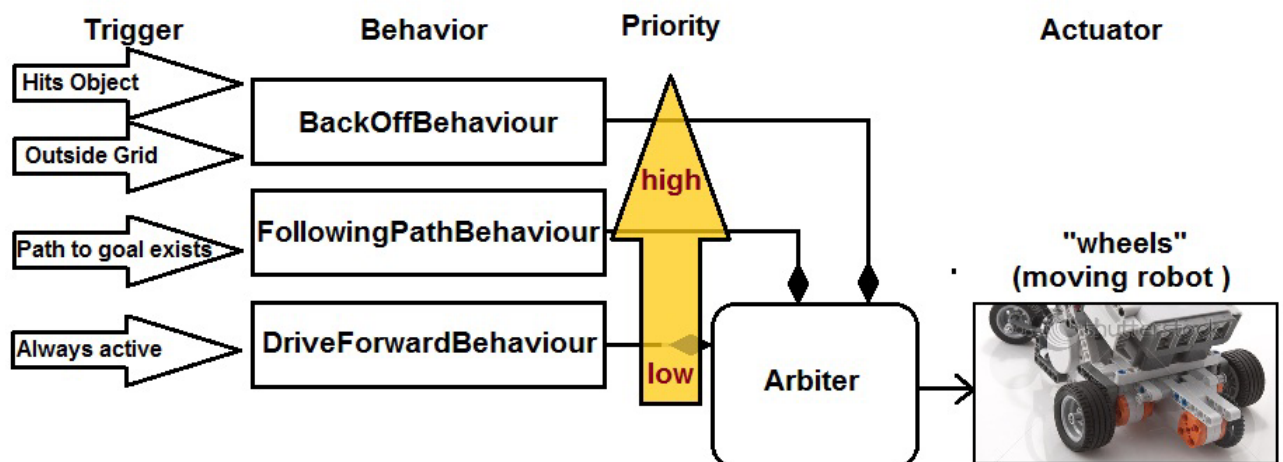 Trigger
Behavior
Priority
Actuator
Hits Object
BackOffBehaviour
Outside Grid
high
FollowingPathBehaviour
Path to goal exists
"wheels"
(moving robot )
DriveForwardBehaviour
Always active
low
Arbiter
shutterstock